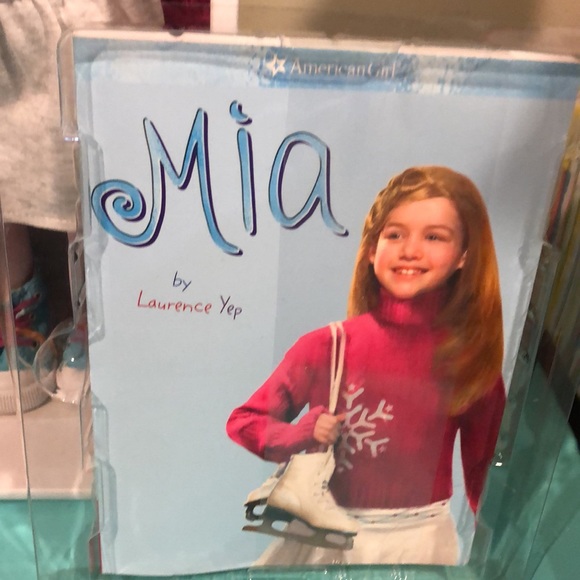 American Girl
Mia
by
Laurence Yep